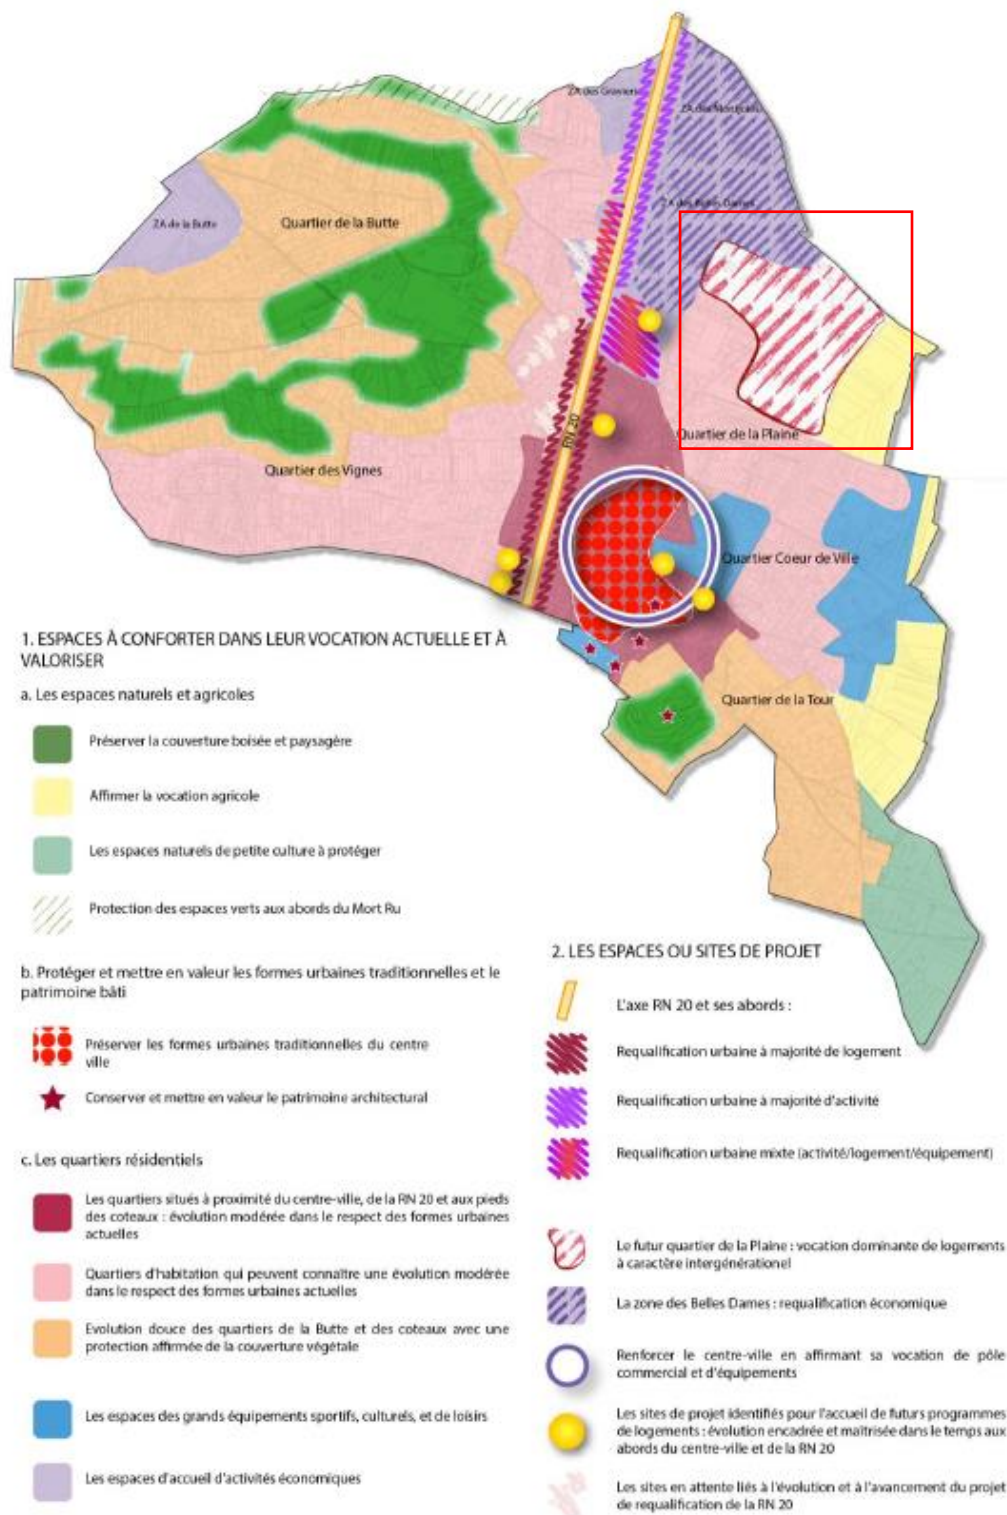 ZA des Graviers
ZA des Montgolfières
ZA des Belles Dames
ZA de la Butte
Quartier de la Butte
RN 20
Quartier de la Plaine
Quartier des Vignes
Quartier Coeur de Ville
Quartier de la Tour
1. ESPACES À CONFORTER DANS LEUR VOCATION ACTUELLE ET À
VALORISER
a. Les espaces naturels et agricoles
Préserver la couverture boisée et paysagère
Affirmer la vocation agricole
Les espaces naturels de petite culture à protéger
Protection des espaces verts aux abords du Mort Ru
b. Protéger et mettre en valeur les formes urbaines traditionnelles et le
patrimoine bâti
Préserver les formes urbaines traditionnelles du centre
ville
Conserver et mettre en valeur le patrimoine architectural
c. Les quartiers résidentiels
Les quartiers situés à proximité du centre-ville, de la RN 20 et aux pieds
des coteaux : évolution modérée dans le respect des formes urbaines
actuelles
Quartiers d'habitation qui peuvent connaître une évolution modérée
dans le respect des formes urbaines actuelles
Evolution douce des quartiers de la Butte et des coteaux avec une
protection affirmée de la couverture végétale
Les espaces des grands équipements sportifs, culturels, et de loisirs
Les espaces d'accueil d'activités économiques
2. LES ESPACES OU SITES DE PROJET
L'axe RN 20 et ses abords :
Requalification urbaine à majorité de logement
Requalification urbaine à majorité d'activité
Requalification urbaine mixte (activité/logement/équipement)
Le futur quartier de la Plaine : vocation dominante de logements
à caractère intergénérationel
La zone des Belles Dames : requalification économique
Renforcer le centre-ville en affirmant sa vocation de pôle
commercial et d'équipements
Les sites de projet identifiés pour l'accueil de futurs programmes
de logements : évolution encadrée et maîtrisée dans le temps aux
abords du centre-ville et de la RN 20
Les sites en attente liés à l'évolution et à l'avancement du projet
de requalification de la RN 20